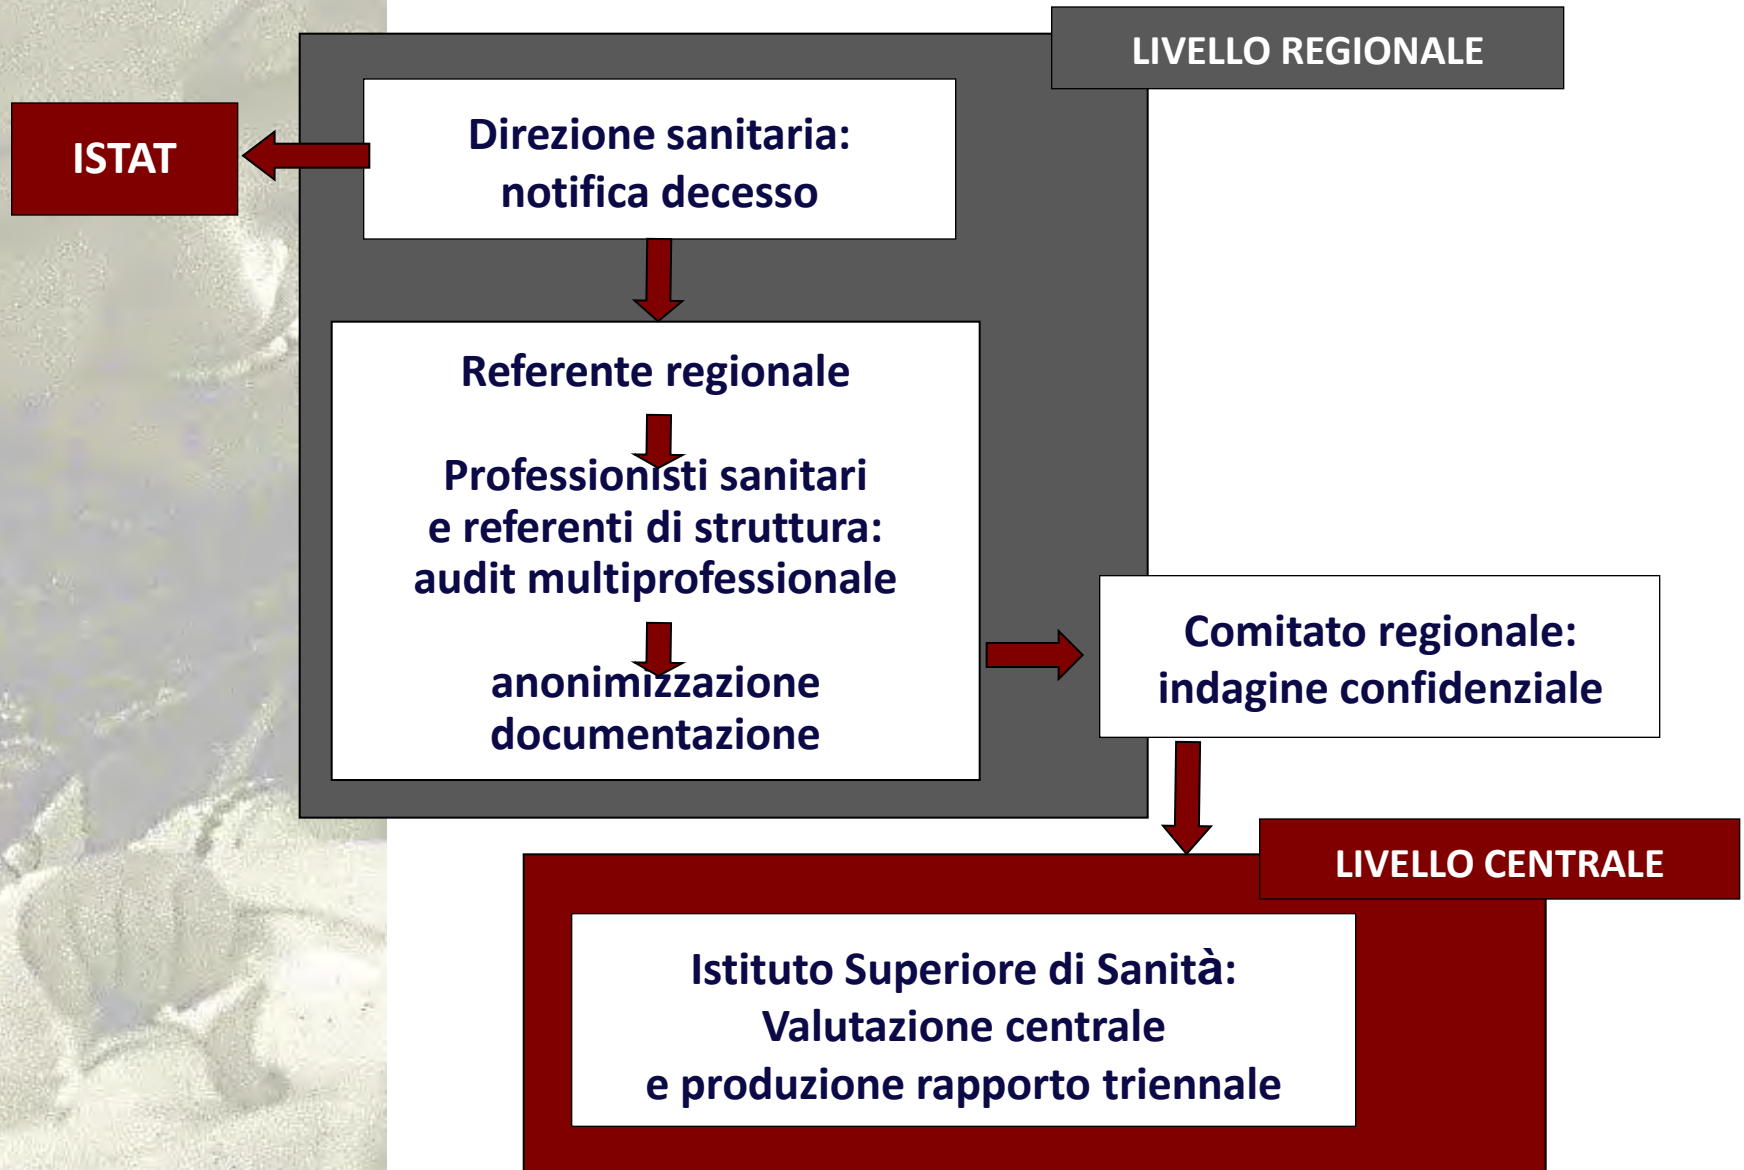 LIVELLO REGIONALE
ISTAT
Direzione sanitaria:
notifica decesso
Referente regionale
Professionisti sanitari
e referenti di struttura:
audit multiprofessionale
anonimizzazione
documentazione
Comitato regionale:
indagine confidenziale
LIVELLO CENTRALE
Istituto Superiore di Sanità:
Valutazione centrale
e produzione rapporto triennale